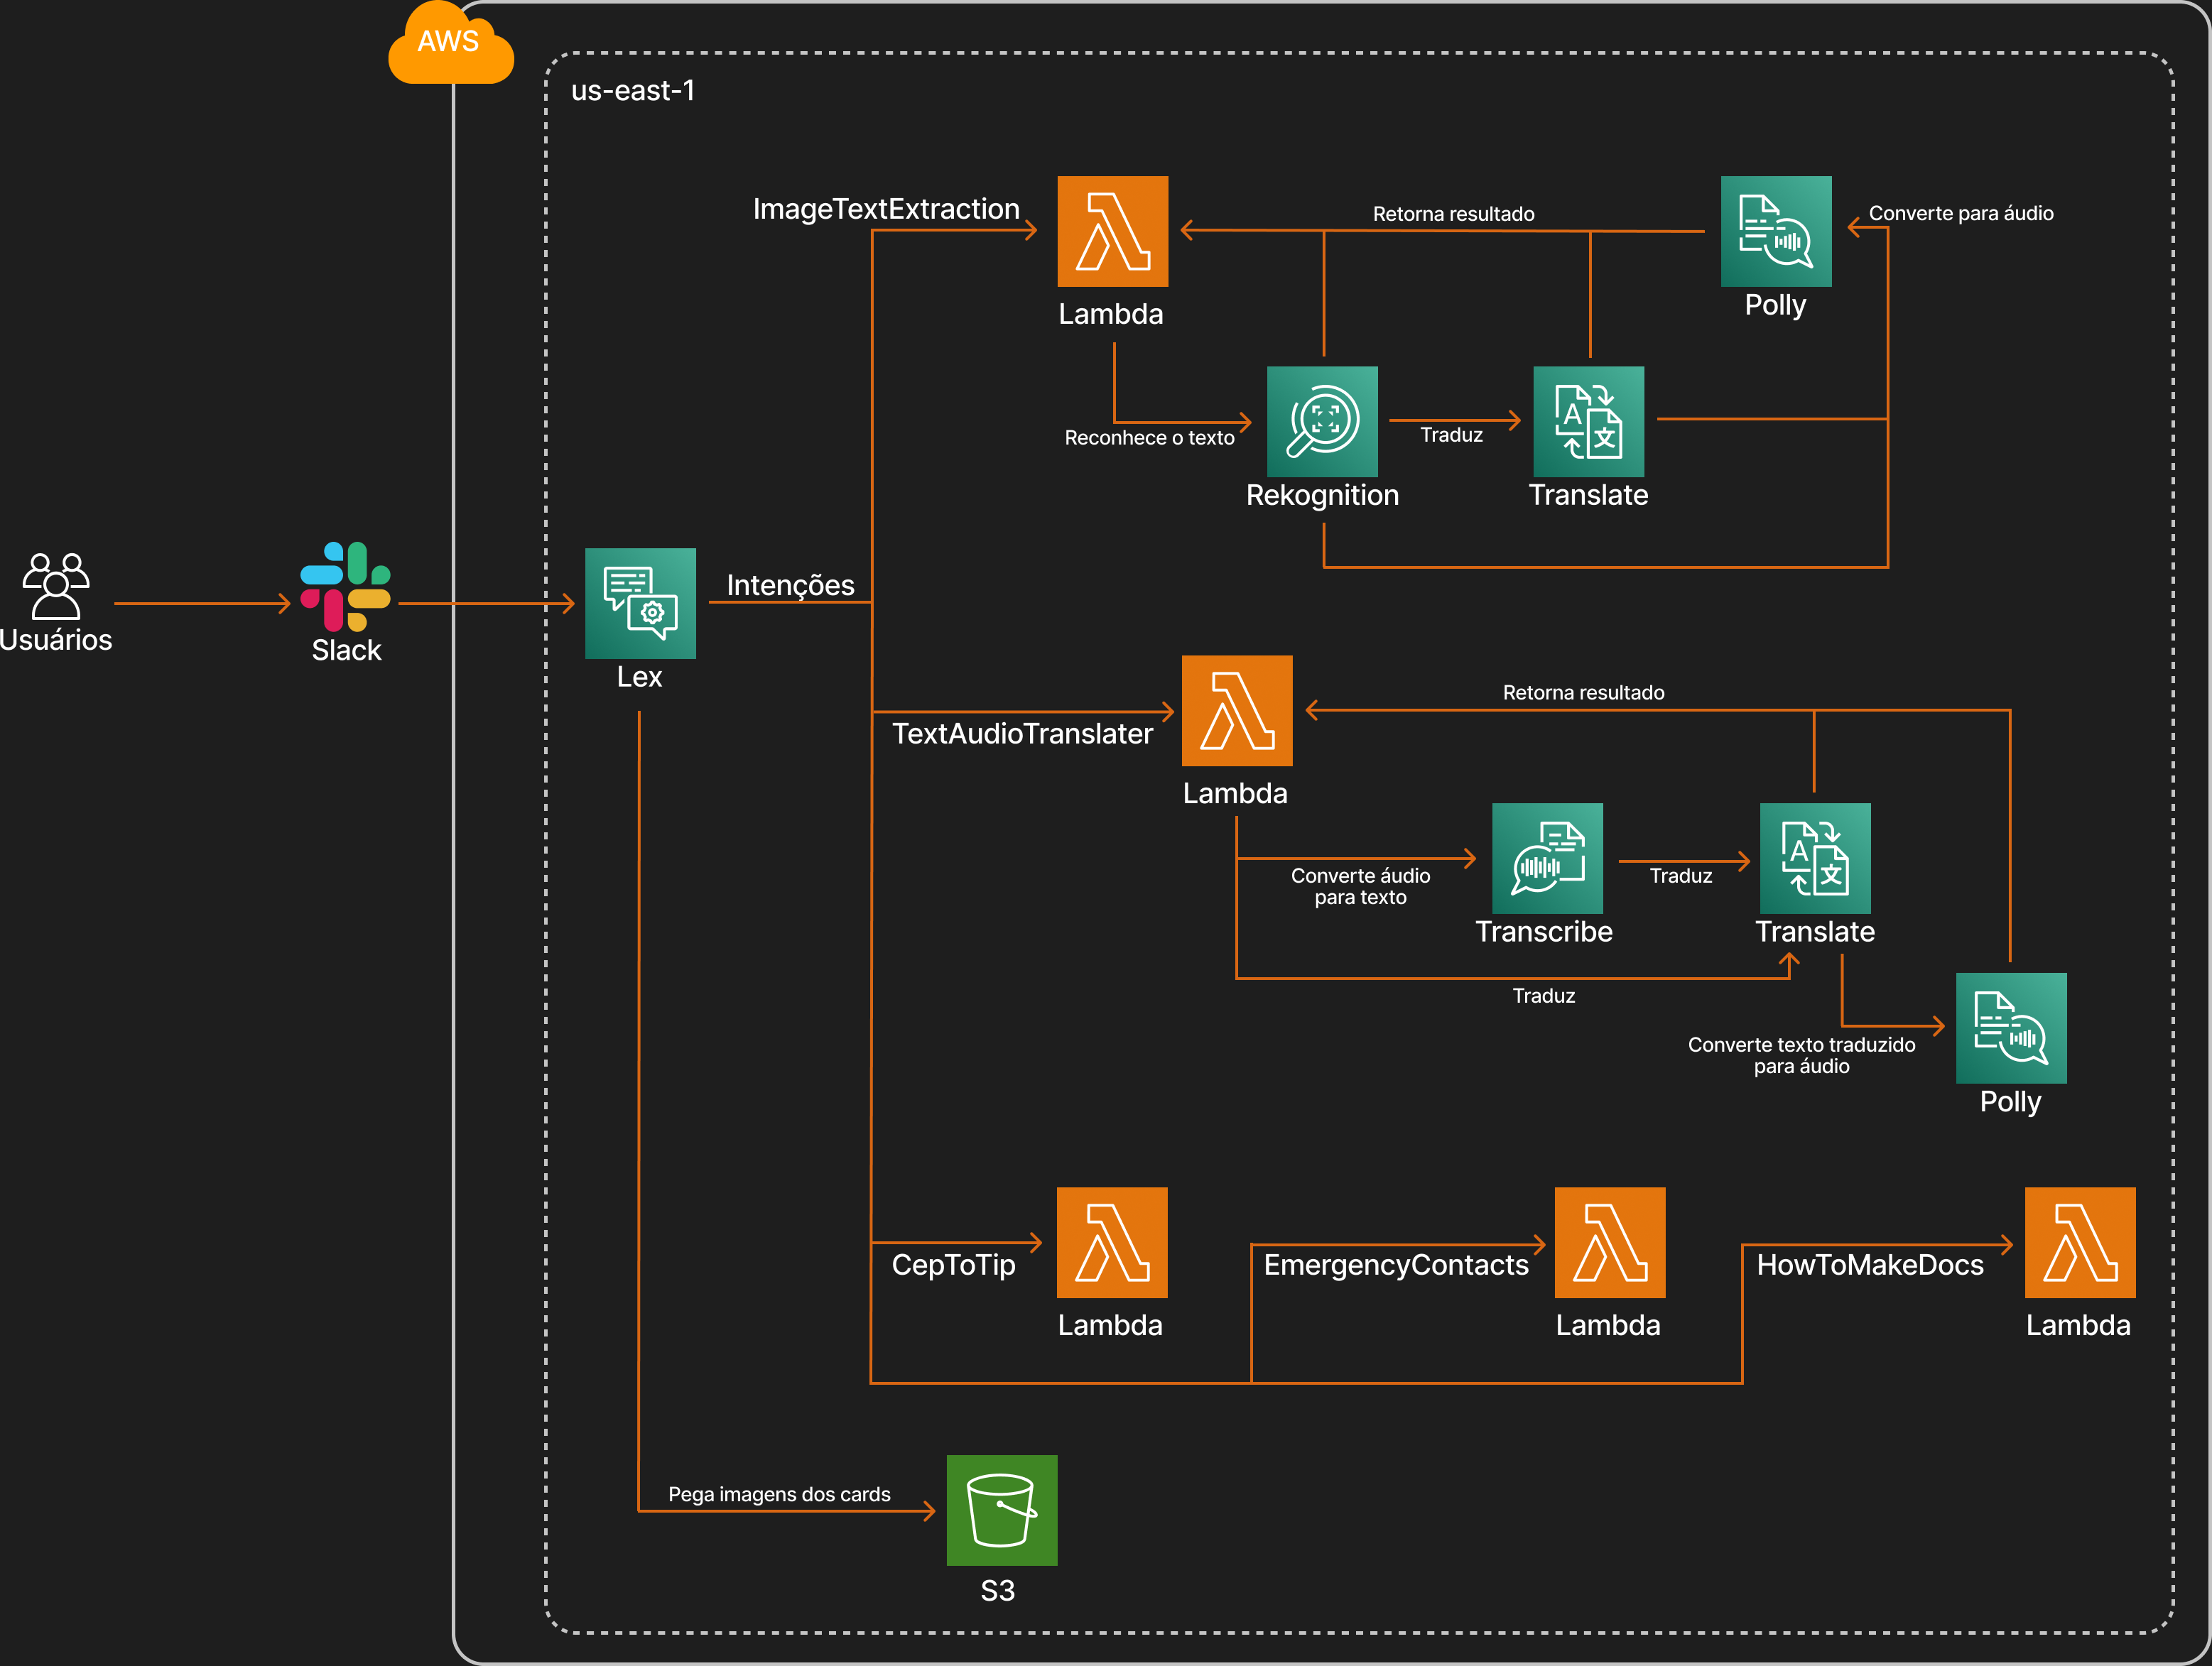 AWS
us-east-1
ImageTextExtraction
Retorna resultado
Converte para áudio
Lambda
Polly
Reconhece o texto
Traduz
Rekognition
Translate
Usuários
Slack
Lex
Intenções
TextAudioTranslater
Lambda
Retorna resultado
Converte áudio
para texto
Traduz
Transcribe
Translate
Traduz
Converte texto traduzido
para áudio
Polly
CepToTip
Lambda
EmergencyContacts
Lambda
HowToMakeDocs
Lambda
Pega imagens dos cards
S3